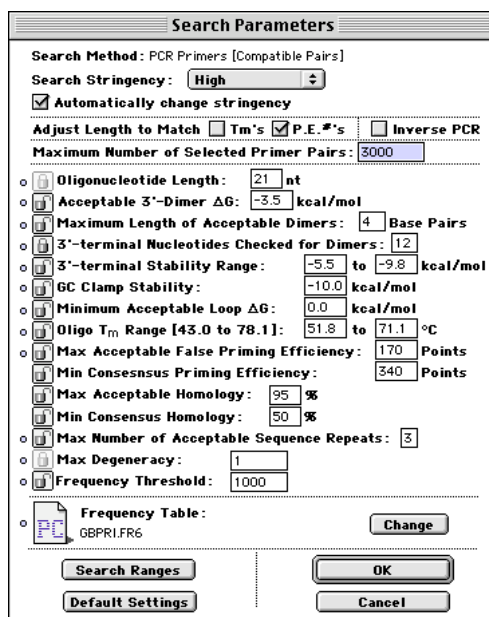 Search Parameters
Search Method: PCR Primers [Compatible Pairs]
Search Stringency: High
Automatically change stringency
Adjust Length to Match Tm's P.E.#'s Inverse PCR
Maximum Number of Selected Primer Pairs: 3000
Oligonucleotide Length: 21 nt
Acceptable 3'-Dimer ΔG: -3.5 kcal/mol
Maximum Length of Acceptable Dimers: 4 Base Pairs
3'-terminal Nucleotides Checked for Dimers: 12
3'-terminal Stability Range: -5.5 to -9.8 kcal/mol
GC Clamp Stability: -10.0 kcal/mol
Minimum Acceptable Loop ΔG: 0.0 kcal/mol
Oligo Tm Range [43.0 to 78.1]: 51.8 to 71.1 °C
Max Acceptable False Priming Efficiency: 170 Points
Min Consesnsus Priming Efficiency: 340 Points
Max Acceptable Homology: 95 %
Min Consensus Homology: 50 %
Max Number of Acceptable Sequence Repeats: 3
Max Degeneracy: 1
Frequency Threshold: 1000
Frequency Table:
PC GBPRI.FR6 Change
Search Ranges OK
Default Settings Cancel